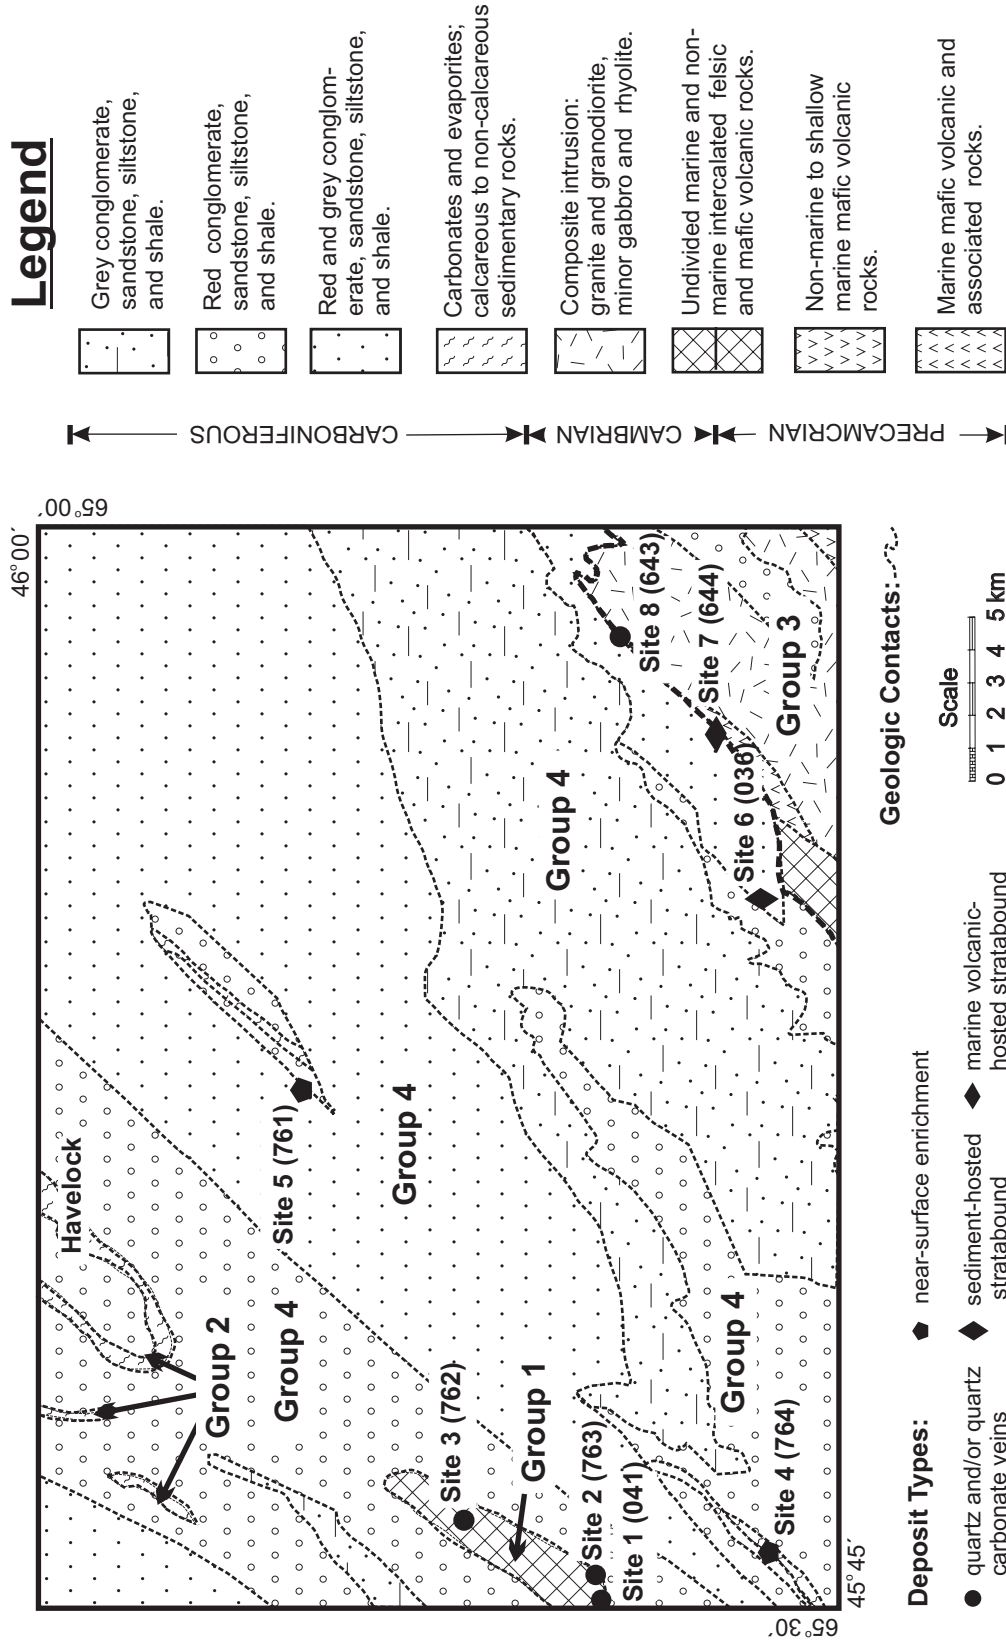 Legend
Grey conglomerate,
sandstone, siltstone,
and shale.
Red conglomerate,
sandstone, siltstone,
and shale.
Red and grey conglom-
erate, sandstone, siltstone,
and shale.
Carbonates and evaporites;
calcareous to non-calcareous
sedimentary rocks.
Composite intrusion:
granite and granodiorite,
minor gabbro and rhyolite.
Undivided marine and non-
marine intercalated felsic
and mafic volcanic rocks.
Non-marine to shallow
marine mafic volcanic
rocks.
Marine mafic volcanic and
associated rocks.
CARBONIFEROUS
CAMBRIAN
PRECAMCRIAN
46°00´
65°00´
Havelock
Group 2
Group 4
Site 5 (761)
Group 4
Site 3 (762)
Group 1
Site 2 (763)
Site 1 (041)
Group 4
Group 4
Site 4 (764)
Site 6 (036)
Site 7 (644)
Site 8 (643)
Group 3
45°45´
65°30´
Geologic Contacts:
Scale
0 1 2 3 4 5 km
Deposit Types:
quartz and/or quartz
carbonate veins
near-surface enrichment
sediment-hosted
stratabound
marine volcanic-
hosted stratabound